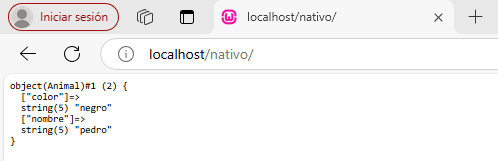 Iniciar sesión
localhost/nativo/
localhost/nativo/
object(Animal)#1 (2) {
  ["color"]=>
  string(5) "negro"
  ["nombre"]=>
  string(5) "pedro"
}